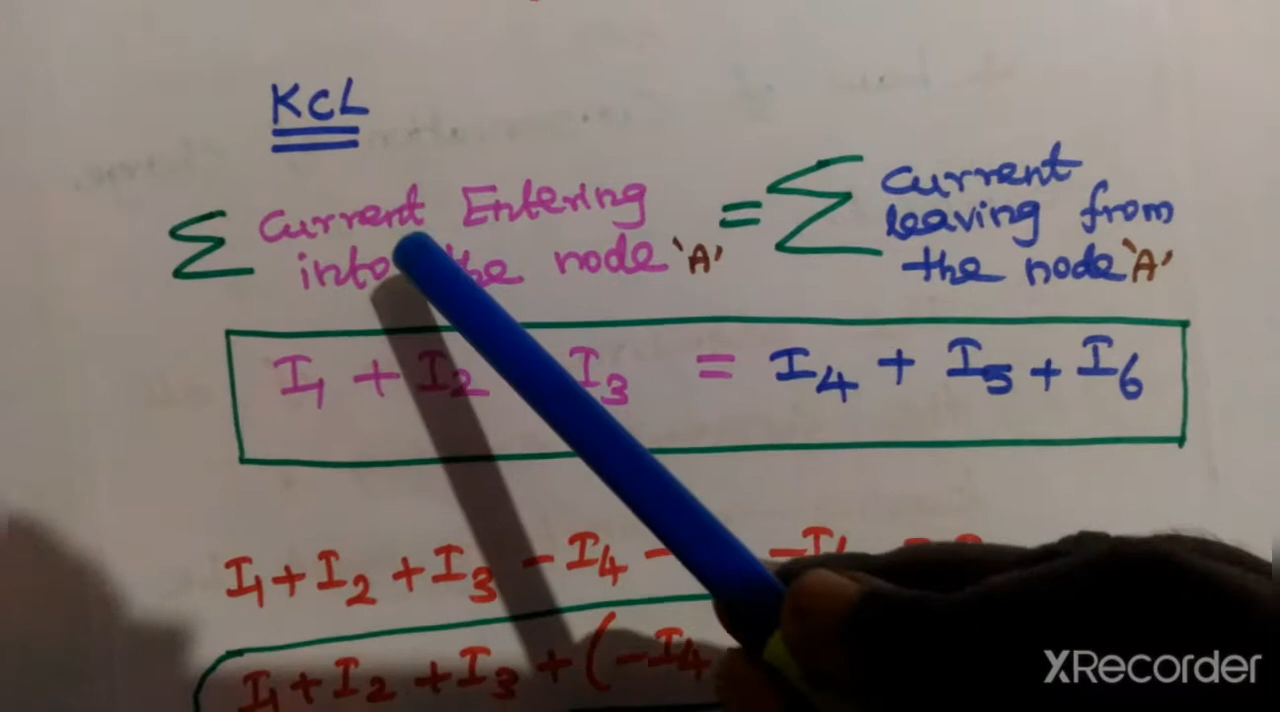 KCL
Σ Current Entering = Σ current
into the node 'A' leaving from
the node 'A'
I1 + I2 I3 = I4 + I5 + I6
I1 + I2 + I3 - I4 -
I1 + I2 + I3 + (-I4
XRecorder